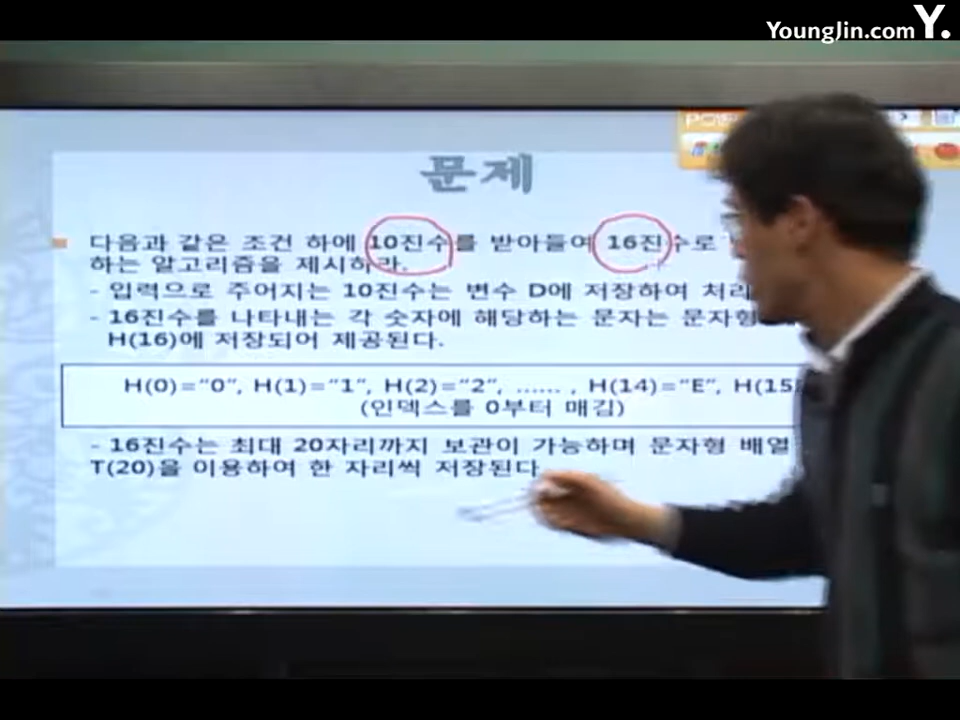 YoungJin.com Y.
문제
다음과 같은 조건 하에 10진수를 받아들여 16진수로
하는 알고리즘을 제시하라.
- 입력으로 주어지는 10진수는 변수 D에 저장하여 처리
- 16진수를 나타내는 각 숫자에 해당하는 문자는 문자형
H(16)에 저장되어 제공된다.
H(0)="0", H(1)="1", H(2)="2", ...... , H(14)="E", H(15
(인덱스를 0부터 매김)
- 16진수는 최대 20자리까지 보관이 가능하며 문자형 배열
T(20)을 이용하여 한 자리씩 저장된다.